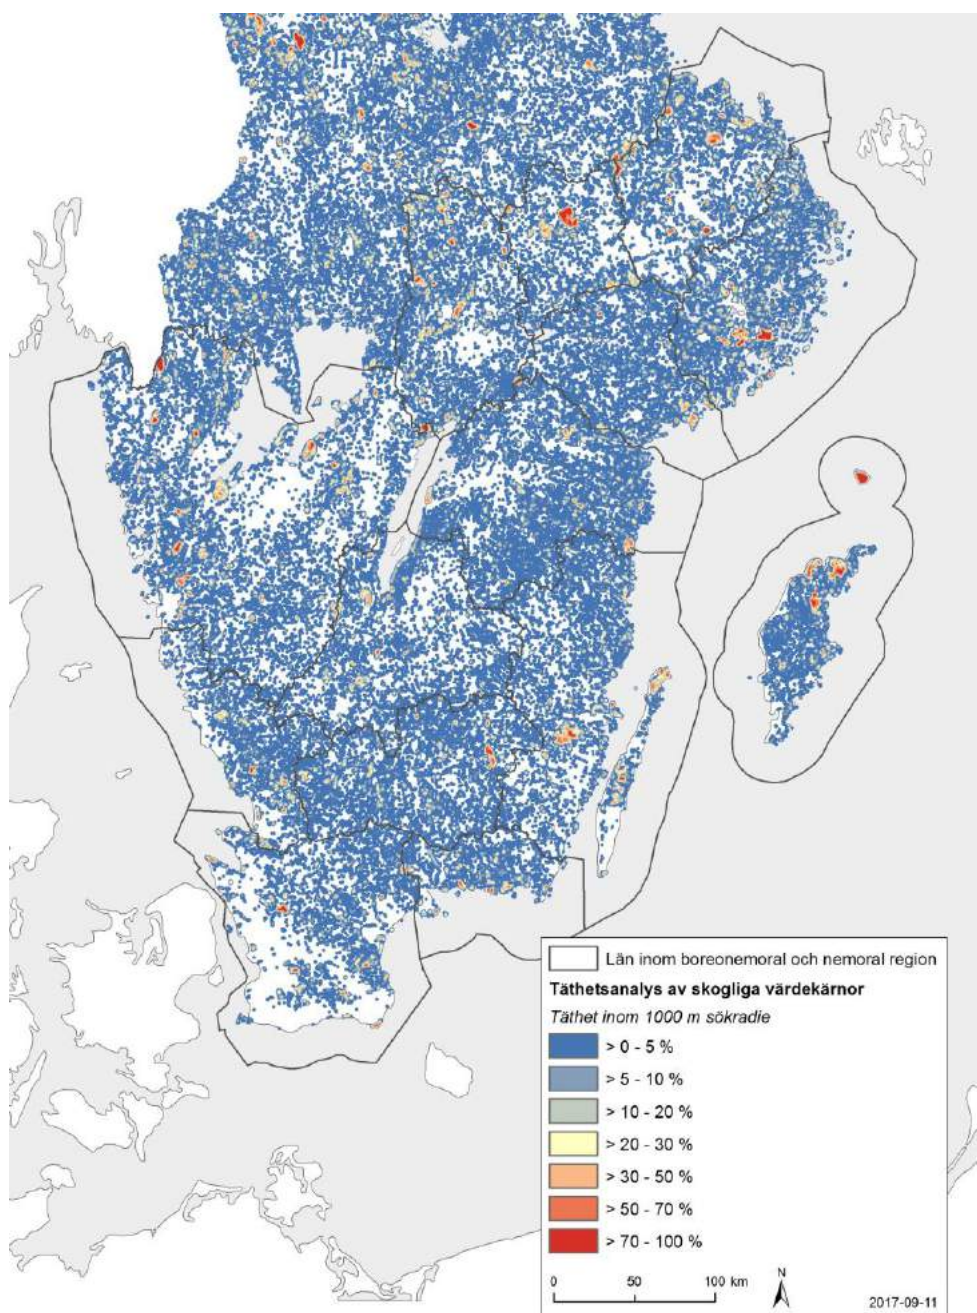 Län inom boreonemoral och nemoral region
Täthetsanalys av skogliga värdekärnor
Täthet inom 1000 m sökradie
> 0 - 5 %
> 5 - 10 %
> 10 - 20 %
> 20 - 30 %
> 30 - 50 %
> 50 - 70 %
> 70 - 100 %
0 50 100 km
N
2017-09-11